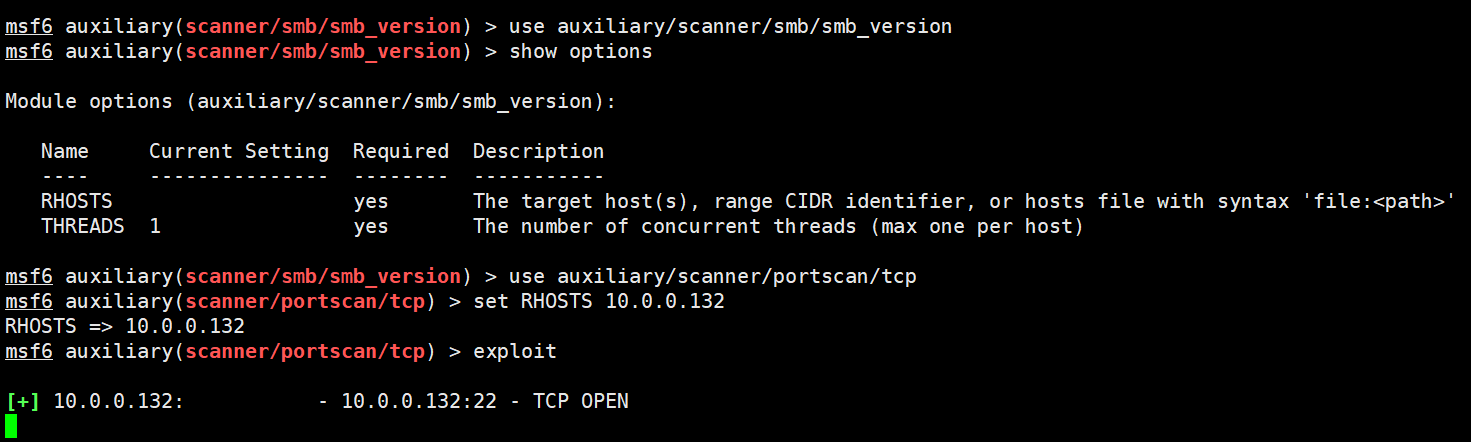 msf6 auxiliary(scanner/smb/smb_version) > use auxiliary/scanner/smb/smb_version
msf6 auxiliary(scanner/smb/smb_version) > show options
Module options (auxiliary/scanner/smb/smb_version):
Name     Current Setting  Required  Description
----     ---------------  --------  -----------
RHOSTS                    yes       The target host(s), range CIDR identifier, or hosts file with syntax 'file:<path>'
THREADS  1                yes       The number of concurrent threads (max one per host)
msf6 auxiliary(scanner/smb/smb_version) > use auxiliary/scanner/portscan/tcp
msf6 auxiliary(scanner/portscan/tcp) > set RHOSTS 10.0.0.132
RHOSTS => 10.0.0.132
msf6 auxiliary(scanner/portscan/tcp) > exploit
[+] 10.0.0.132:           - 10.0.0.132:22 - TCP OPEN